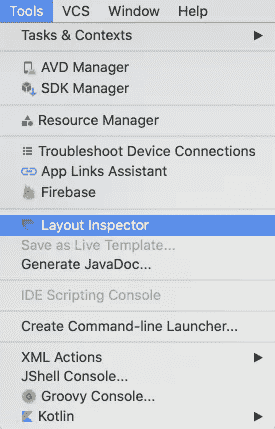 Tools VCS Window Help
Tasks & Contexts
AVD Manager
SDK Manager
Resource Manager
Troubleshoot Device Connections
App Links Assistant
Firebase
Layout Inspector
Save as Live Template...
Generate JavaDoc...
IDE Scripting Console
Create Command-line Launcher...
XML Actions
JShell Console...
Groovy Console...
Kotlin